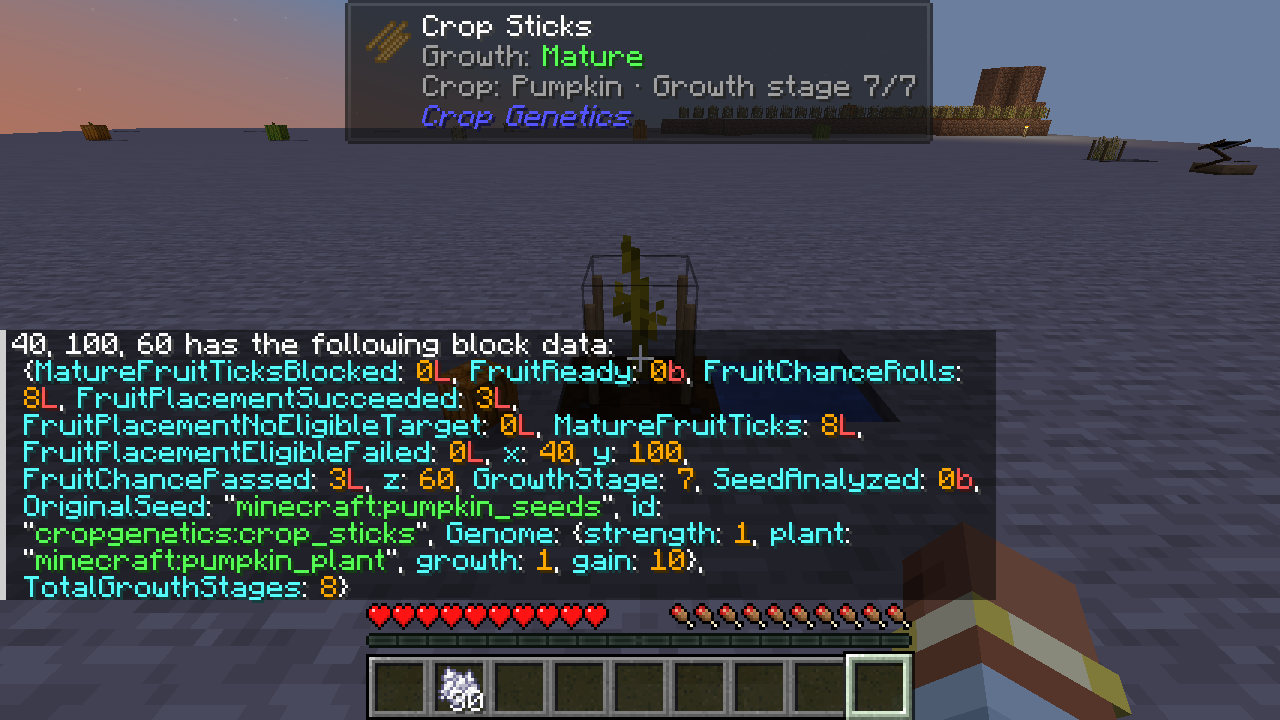 Crop Sticks
Growth: Mature
Crop: Pumpkin · Growth stage 7/7
Crop Genetics
40, 100, 60 has the following block data:
{MatureFruitTicksBlocked: 0L, FruitReady: 0b, FruitChanceRolls:
8L, FruitPlacementSucceeded: 3L,
FruitPlacementNoEligibleTarget: 0L, MatureFruitTicks: 8L,
FruitPlacementEligibleFailed: 0L, x: 40, y: 100,
FruitChancePassed: 3L, z: 60, GrowthStage: 7, SeedAnalyzed: 0b,
OriginalSeed: "minecraft:pumpkin_seeds", id:
"cropgenetics:crop_sticks", Genome: {strength: 1, plant:
"minecraft:pumpkin_plant", growth: 1, gain: 10},
TotalGrowthStages: 8}
90